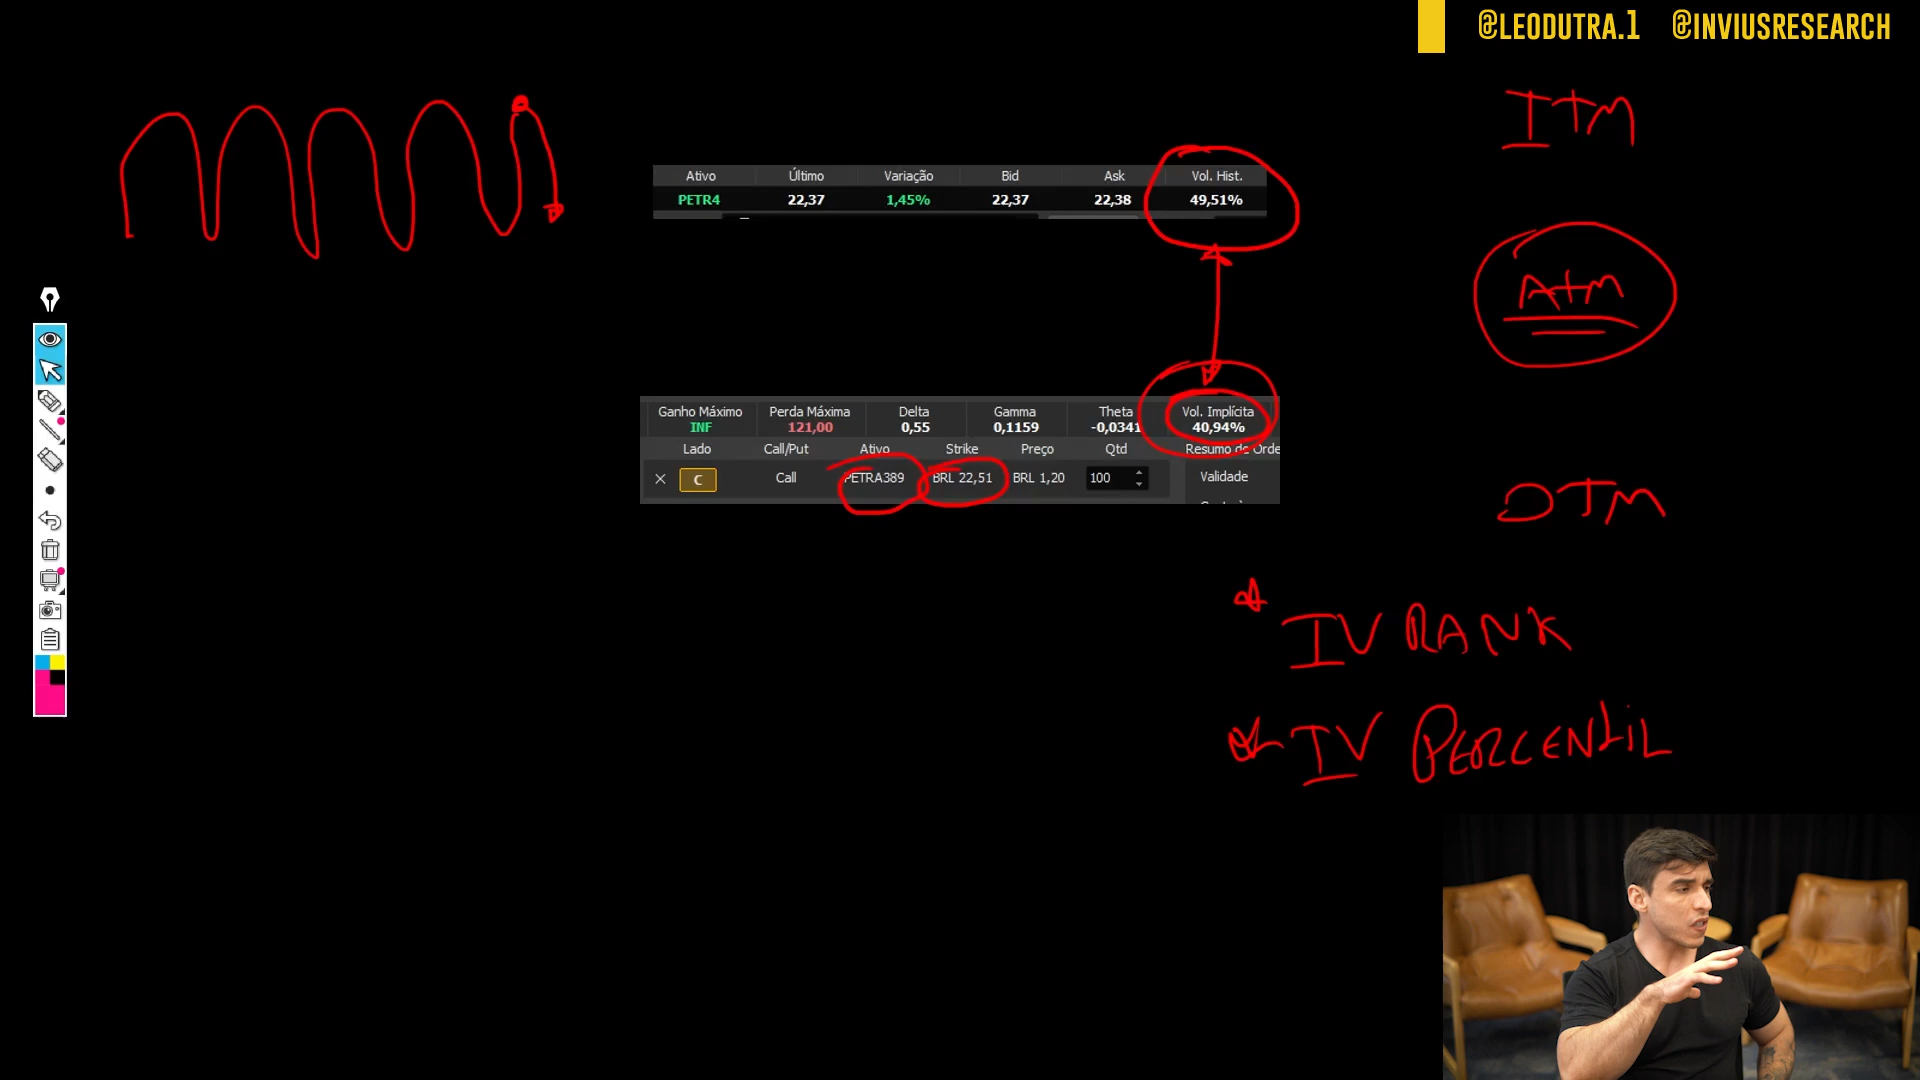 @LEODUTRA.1 @INVIUSRESEARCH
ITM
Ativo Último Variação Bid Ask Vol. Hist.
PETR4 22,37 1,45% 22,37 22,38 49,51%
ATM
Ganho Máximo Perda Máxima Delta Gamma Theta Vol. Implícita
INF 121,00 0,55 0,1159 -0,0341 40,94%
Lado Call/Put Ativo Strike Preço Qtd Resumo de Orde
C Call PETRA389 BRL 22,51 BRL 1,20 100 Validade
OTM
IV RANK
IV PERCENTIL